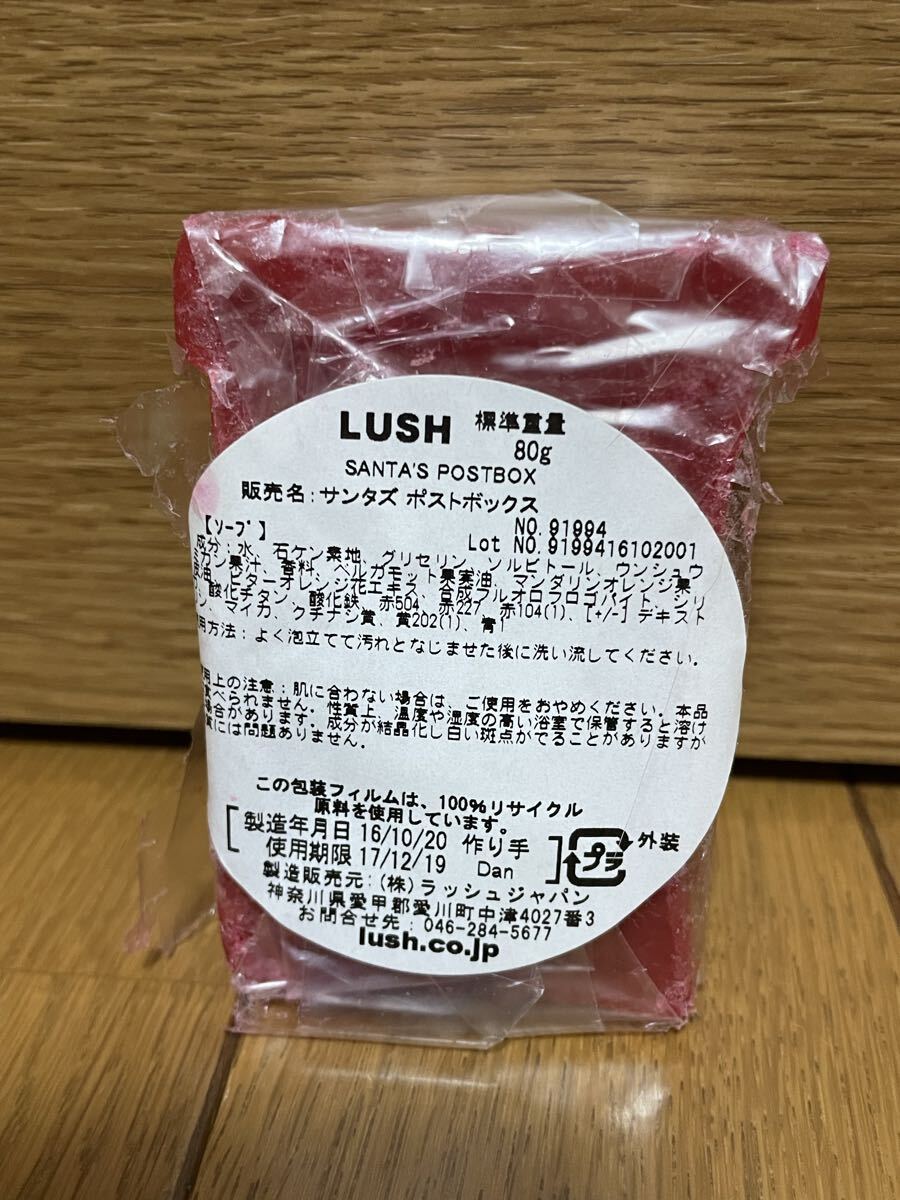 LUSH 標準重量
80g
SANTA'S POSTBOX
販売名:サンタズ ポストボックス
【ソープ】
NO. 91994
Lot NO. 9199416102001
成分:水、石ケン素地、グリセリン、ソルビトール、ウンシュウ
ミカン果汁、香料、ベルガモット果実油、マンダリンオレンジ果
皮油、ビターオレンジ花エキス、合成フルオロフロゴパイト、シリ
カ、酸化チタン、酸化鉄、赤504、赤227、赤104(1)、[+/-] デキスト
リン、マイカ、クチナシ黄、黄202(1)、青1
用方法:よく泡立てて汚れとなじませた後に洗い流してください。
用上の注意:肌に合わない場合は、ご使用をおやめください。本品
食べられません。性質上、温度や湿度の高い浴室で保管すると溶け
場合があります。成分が結晶化し白い斑点がでることがありますが
質には問題ありません。
この包装フィルムは、100%リサイクル
原料を使用しています。
製造年月日 16/10/20 作り手
使用期限 17/12/19 Dan
プラ 外装
製造販売元:(株)ラッシュジャパン
神奈川県愛甲郡愛川町中津4027番3
お問合せ先:046-284-5677
lush.co.jp